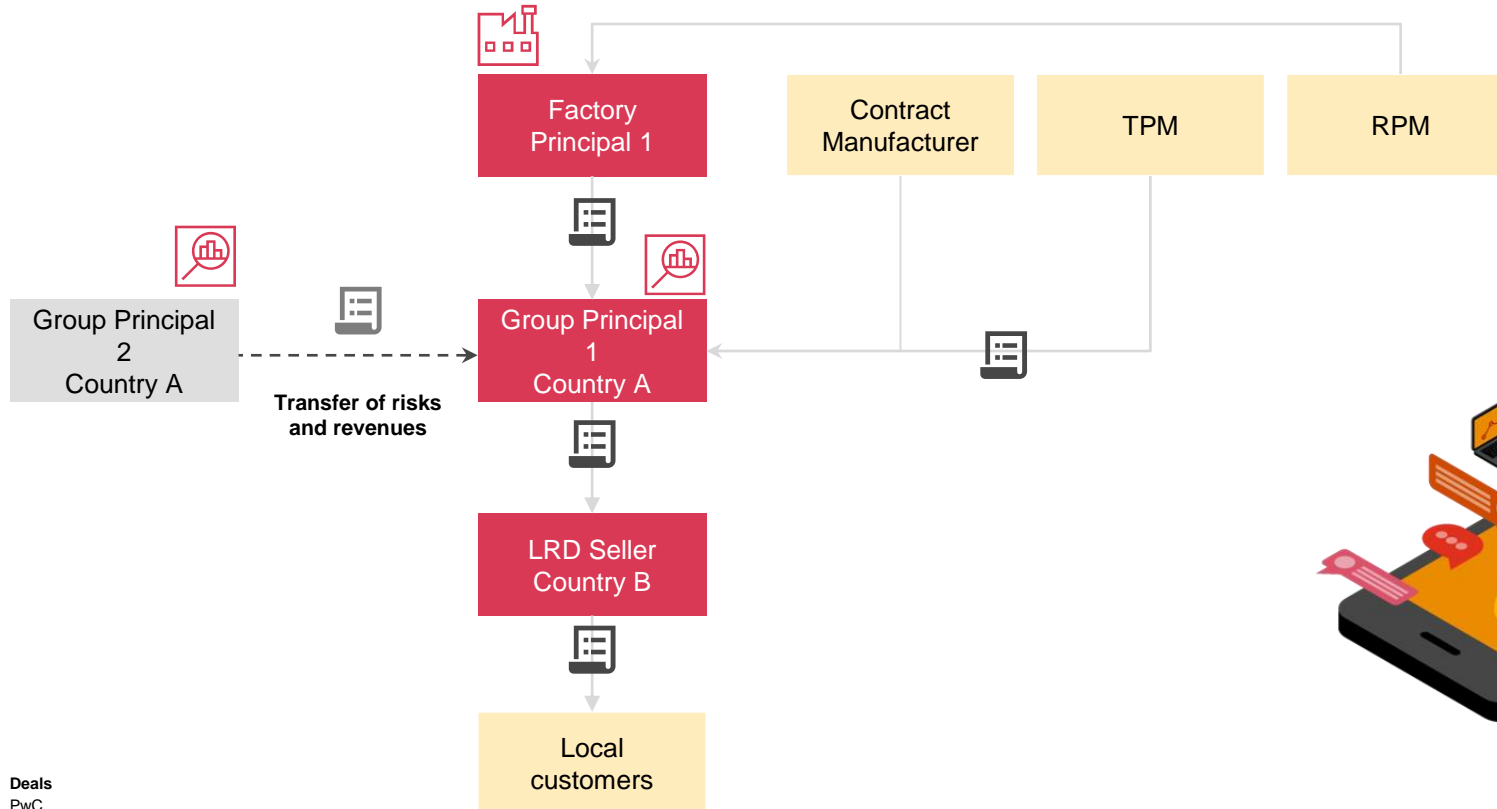 Factory
Principal 1
Contract
Manufacturer
TPM
RPM
Group Principal
2
Country A
Transfer of risks
and revenues
Group Principal
1
Country A
LRD Seller
Country B
Local
customers
Deals
PwC